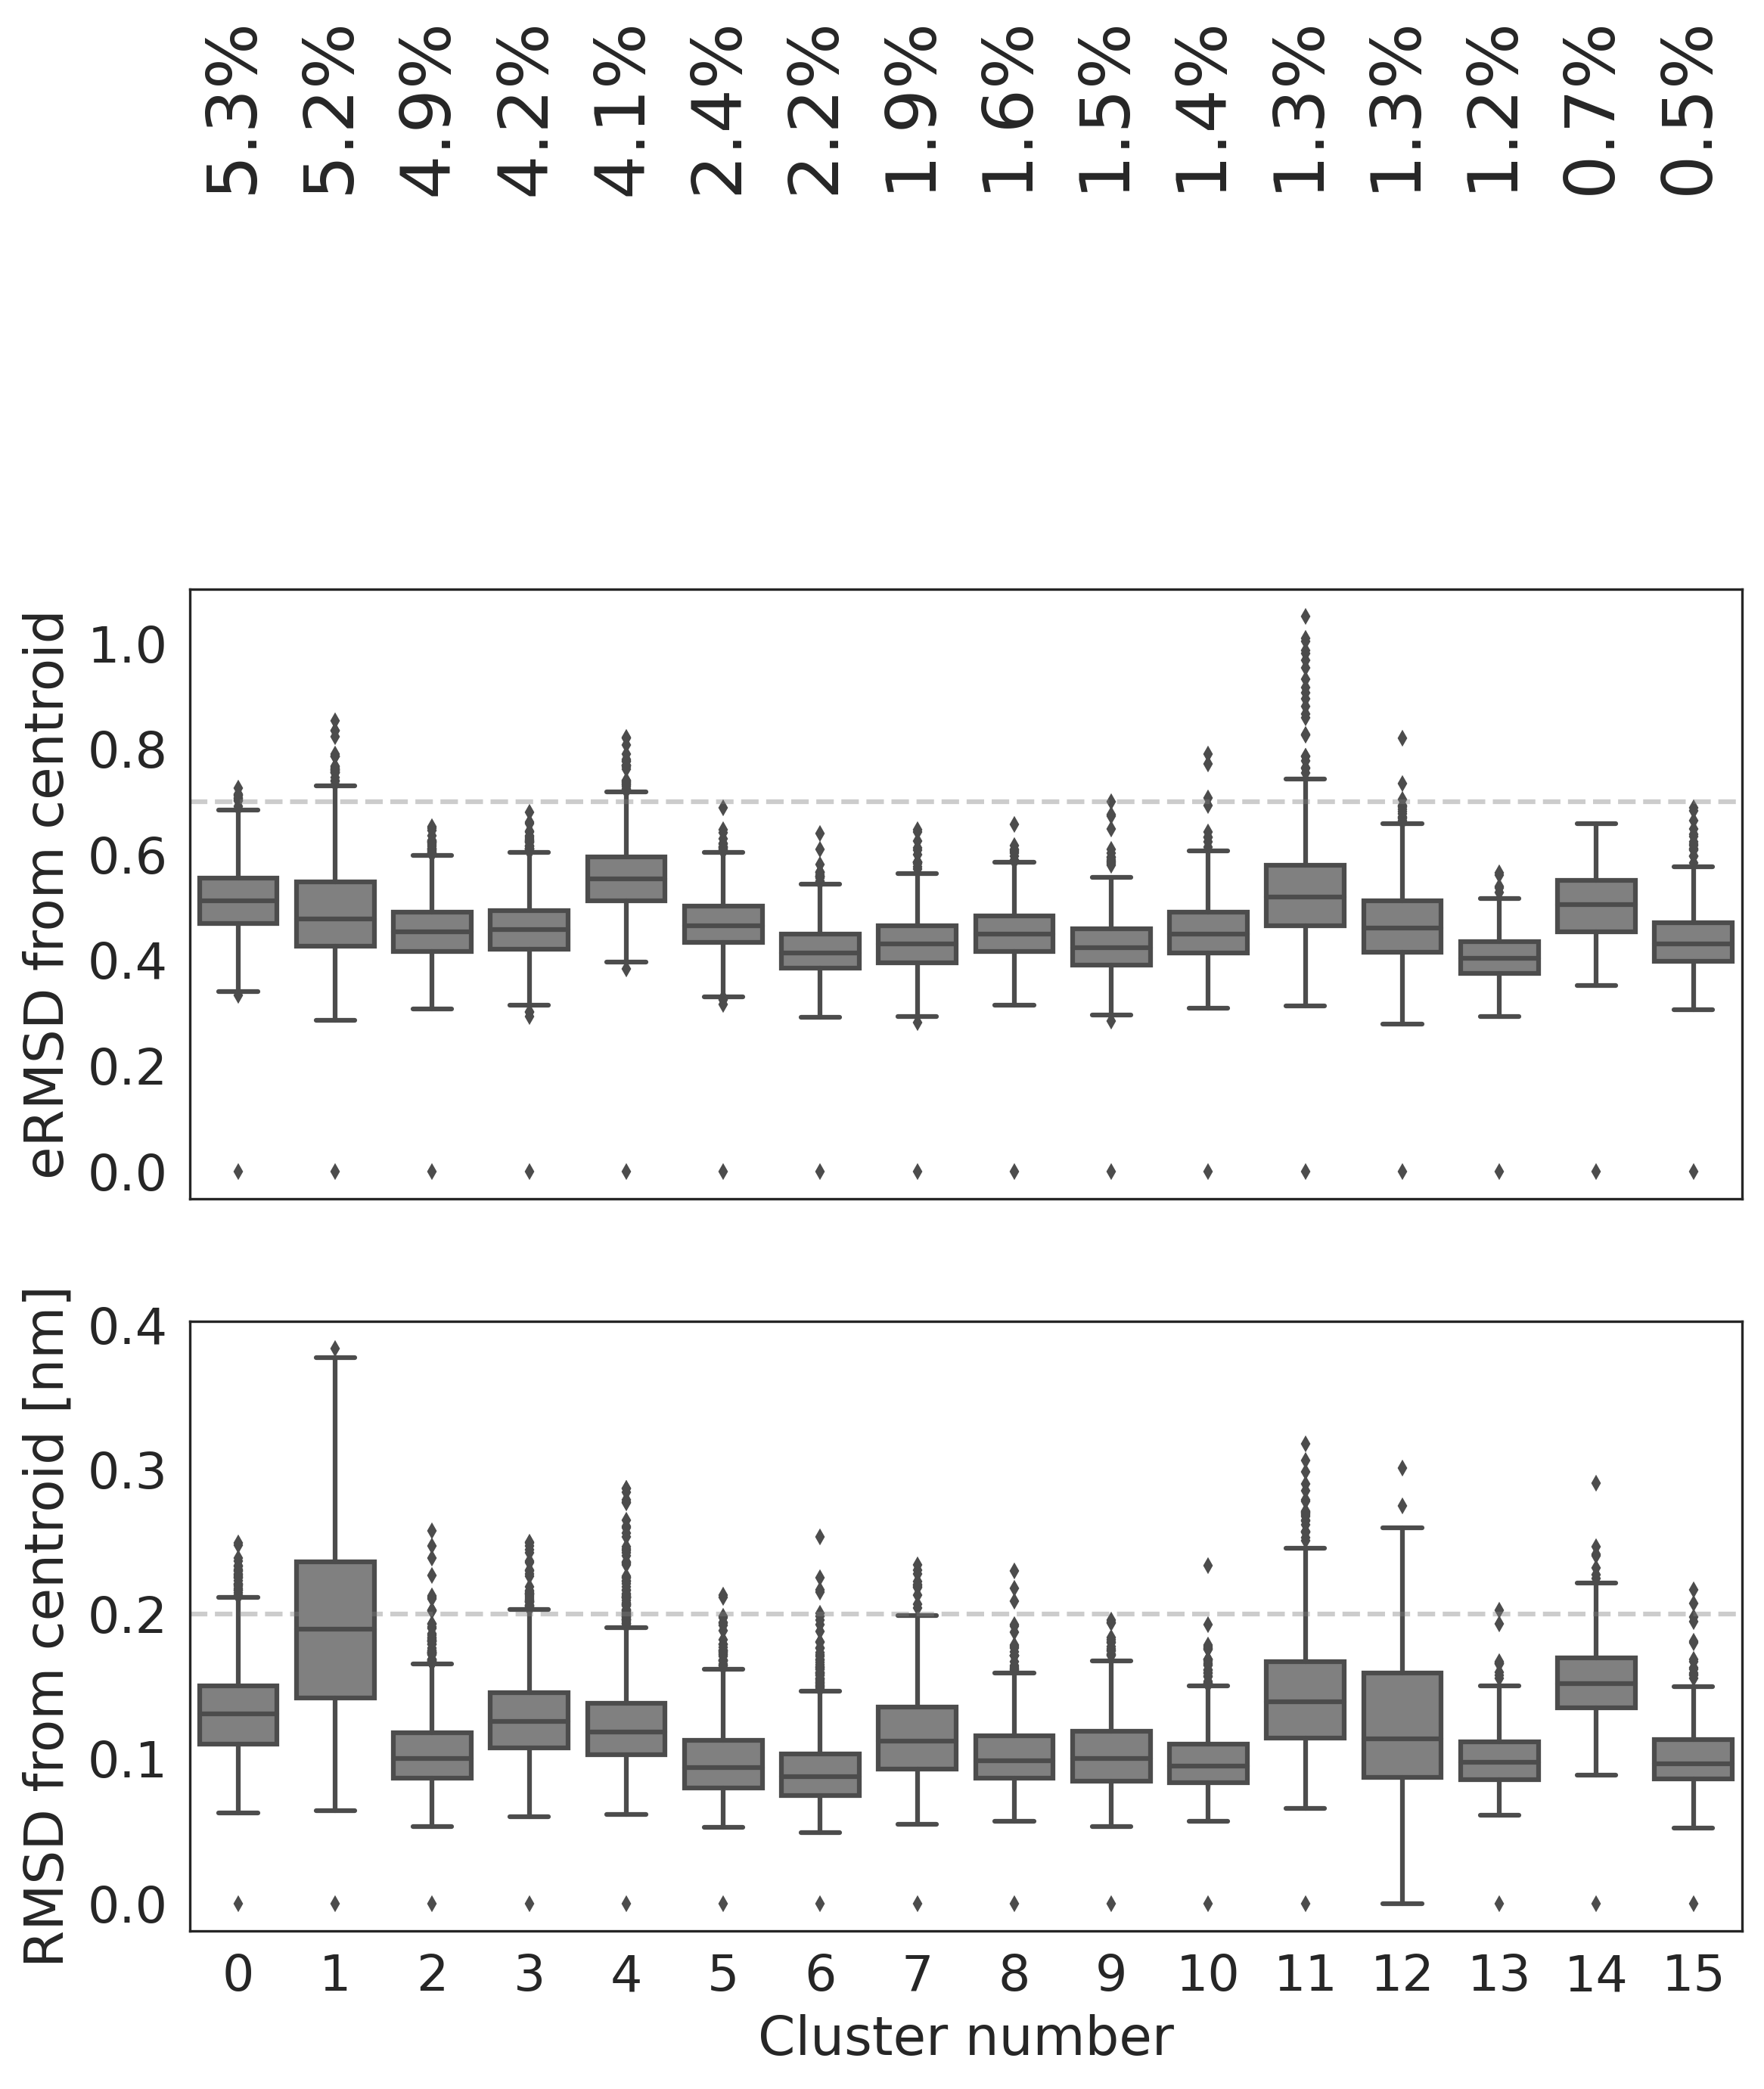 5.3% 5.2% 4.9% 4.2% 4.1% 2.4% 2.2% 1.9% 1.6% 1.5% 1.4% 1.3% 1.3% 1.2% 0.7% 0.5%
eRMSD from centroid
1.0
0.8
0.6
0.4
0.2
0.0
RMSD from centroid [nm]
0.4
0.3
0.2
0.1
0.0
0 1 2 3 4 5 6 7 8 9 10 11 12 13 14 15
Cluster number